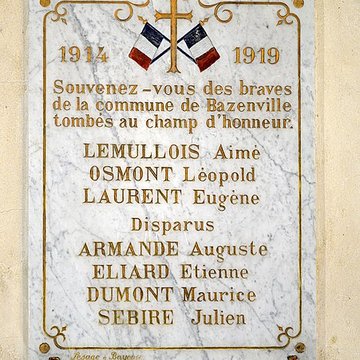 1914 1919
Souvenez-vous des braves
de la commune de Bazenville
tombés au champ d'honneur.
LEMULLOIS Aimé
OSMONT Léopold
LAURENT Eugène
Disparus
ARMANDE Auguste
ELIARD Etienne
DUMONT Maurice
SEBIRE Julien